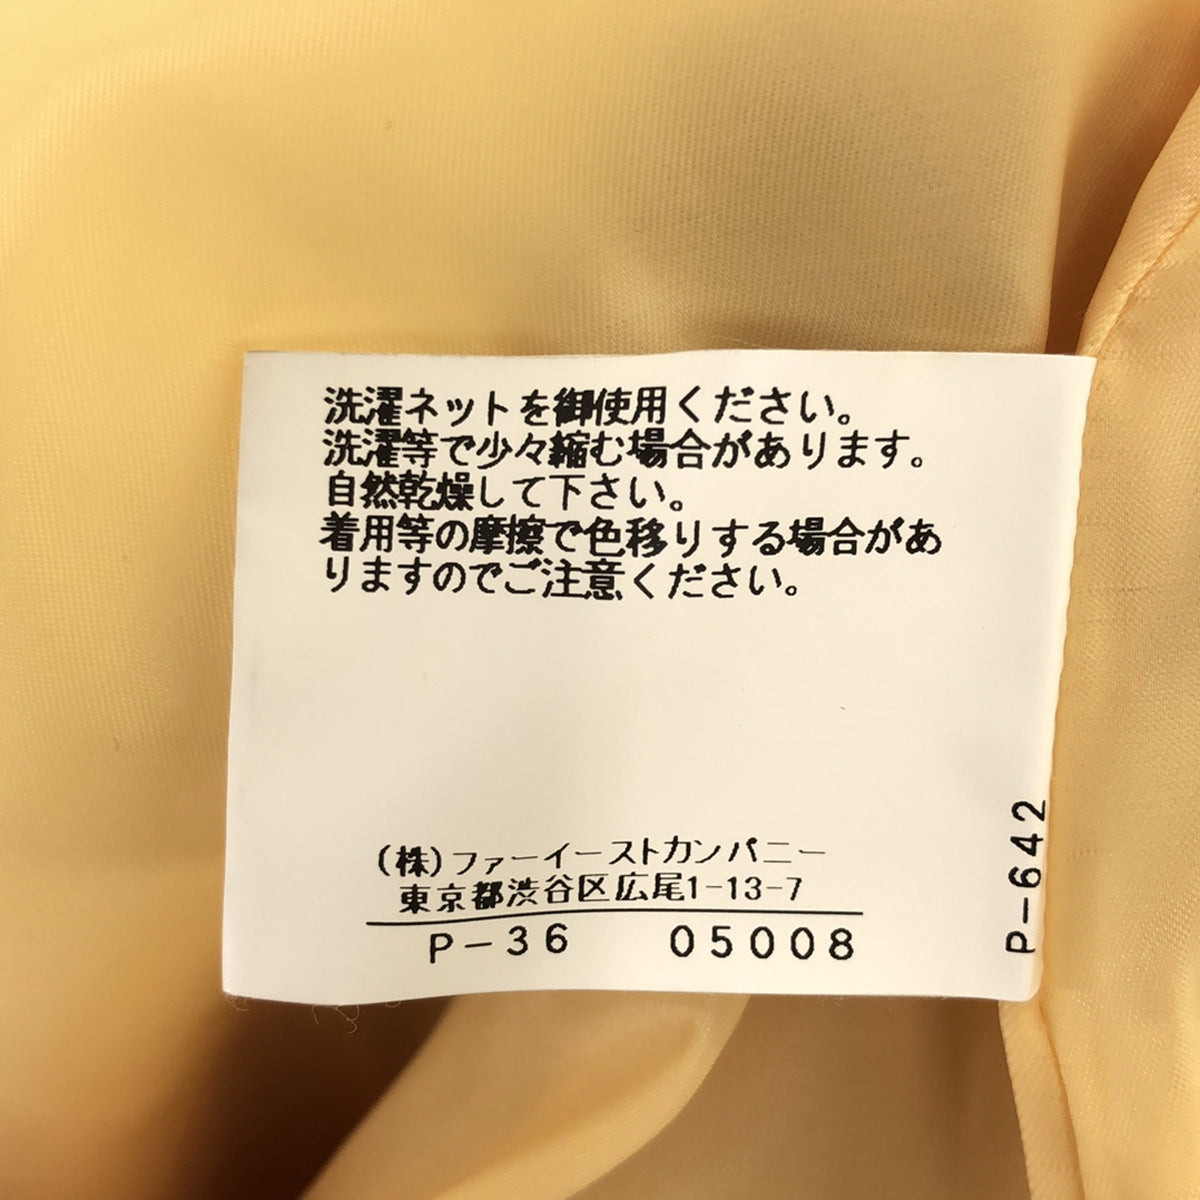 洗濯ネットを御使用ください。
洗濯等で少々縮む場合があります。
自然乾燥して下さい。
着用等の摩擦で色移りする場合があ
りますのでご注意ください。
(株)ファーイーストカンパニー
東京都渋谷区広尾1-13-7
P-36 05008
P-642